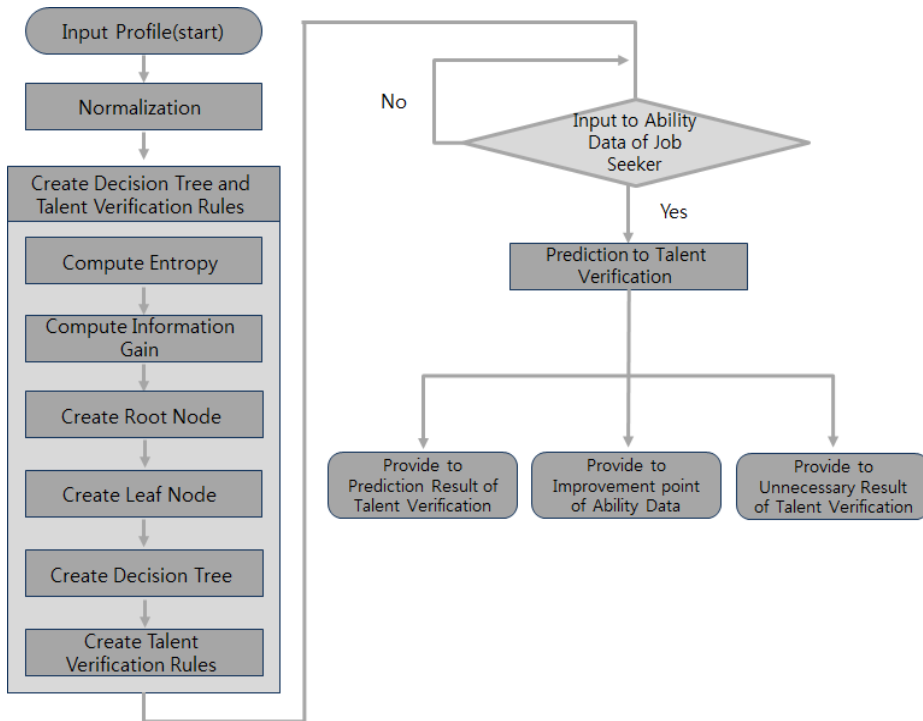 Input Profile(start)
Normalization
Create Decision Tree and
Talent Verification Rules
Compute Entropy
Compute Information
Gain
Create Root Node
Create Leaf Node
Create Decision Tree
Create Talent
Verification Rules
No
Input to Ability
Data of Job
Seeker
Yes
Prediction to Talent
Verification
Provide to
Prediction Result of
Talent Verification
Provide to
Improvement point
of Ability Data
Provide to
Unnecessary Result
of Talent Verification